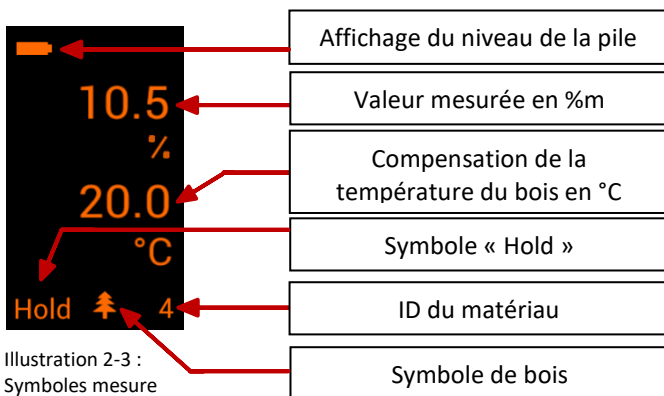 Affichage du niveau de la pile
10.5
Valeur mesurée en %m
%
Compensation de la
température du bois en °C
20.0
°C
Symbole « Hold »
Hold
4
ID du matériau
Illustration 2-3 :
Symboles mesure
Symbole de bois